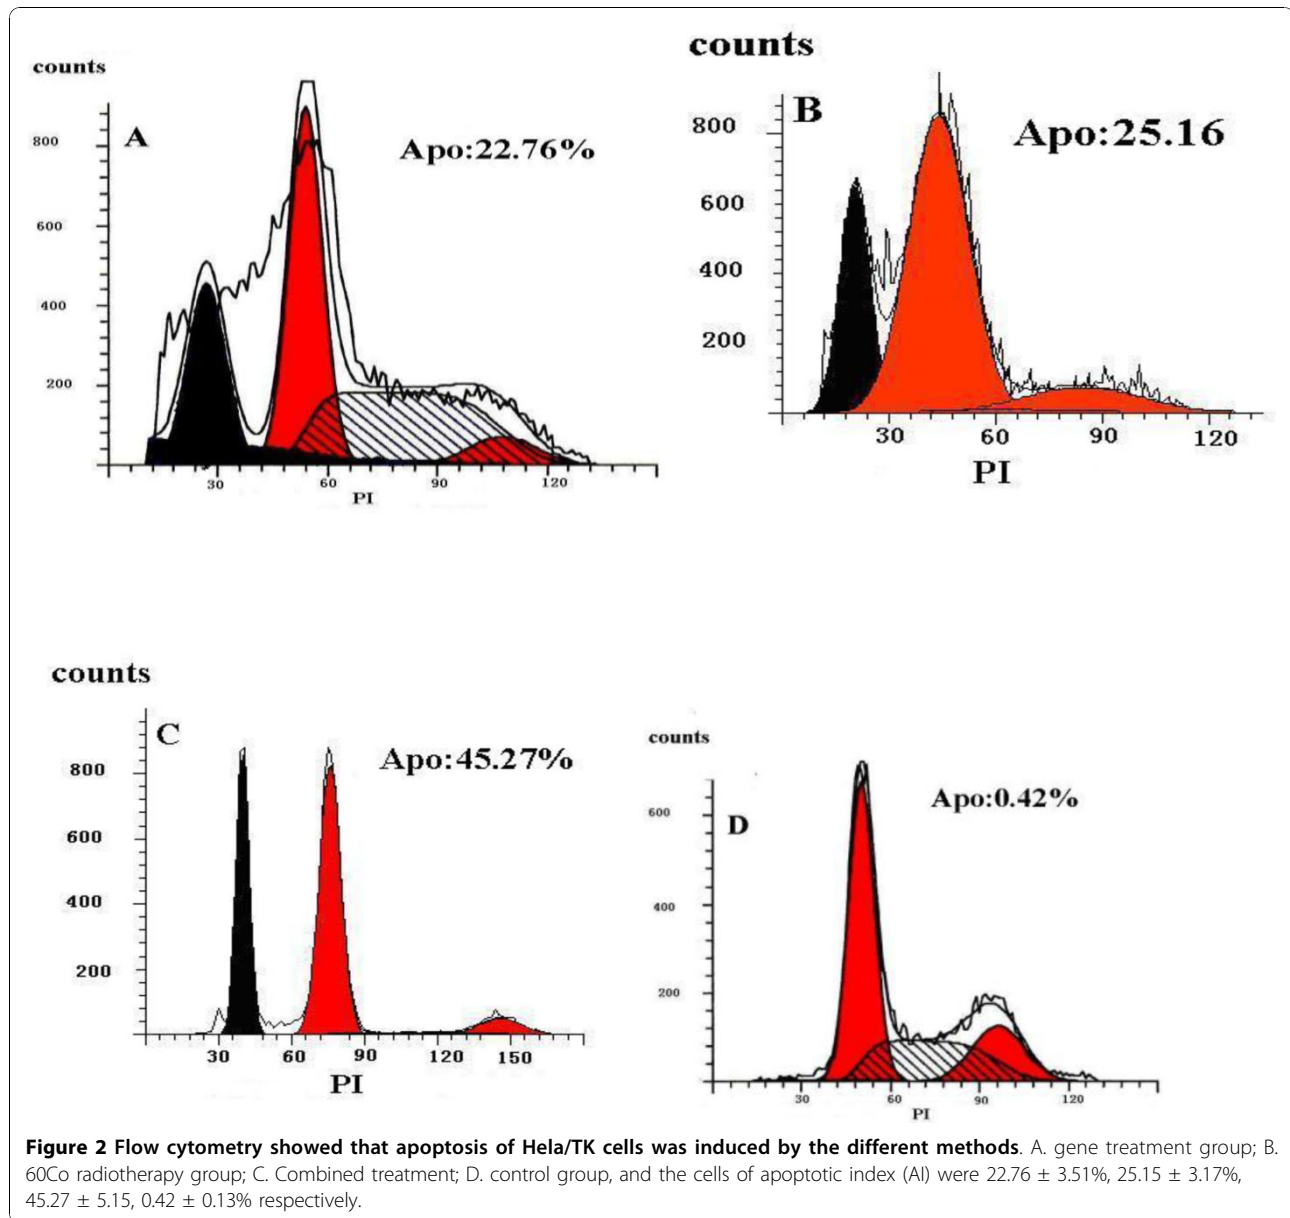 counts
A
Apo:22.76%
800
600
400
200
30 60 90 120
PI
counts
B
Apo:25.16
800
600
400
200
30 60 90 120
PI
counts
C
Apo:45.27%
800
600
400
200
30 60 90 120 150
PI
counts
D
Apo:0.42%
600
400
200
30 60 90 120
PI
Figure 2 Flow cytometry showed that apoptosis of Hela/TK cells was induced by the different methods. A. gene treatment group; B.
60Co radiotherapy group; C. Combined treatment; D. control group, and the cells of apoptotic index (AI) were 22.76 ± 3.51%, 25.15 ± 3.17%,
45.27 ± 5.15, 0.42 ± 0.13% respectively.